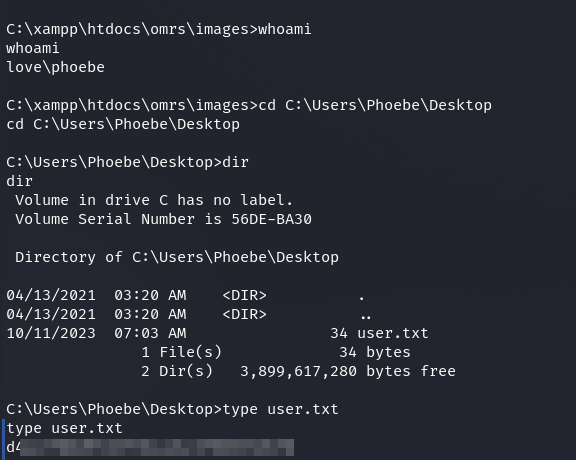 C:\xampp\htdocs\omrs\images>whoami
whoami
love\phoebe
C:\xampp\htdocs\omrs\images>cd C:\Users\Phoebe\Desktop
cd C:\Users\Phoebe\Desktop
C:\Users\Phoebe\Desktop>dir
dir
Volume in drive C has no label.
Volume Serial Number is 56DE-BA30
Directory of C:\Users\Phoebe\Desktop
04/13/2021  03:20 AM    <DIR>          .
04/13/2021  03:20 AM    <DIR>          ..
10/11/2023  07:03 AM                34 user.txt
1 File(s)             34 bytes
2 Dir(s)   3,899,617,280 bytes free
C:\Users\Phoebe\Desktop>type user.txt
type user.txt